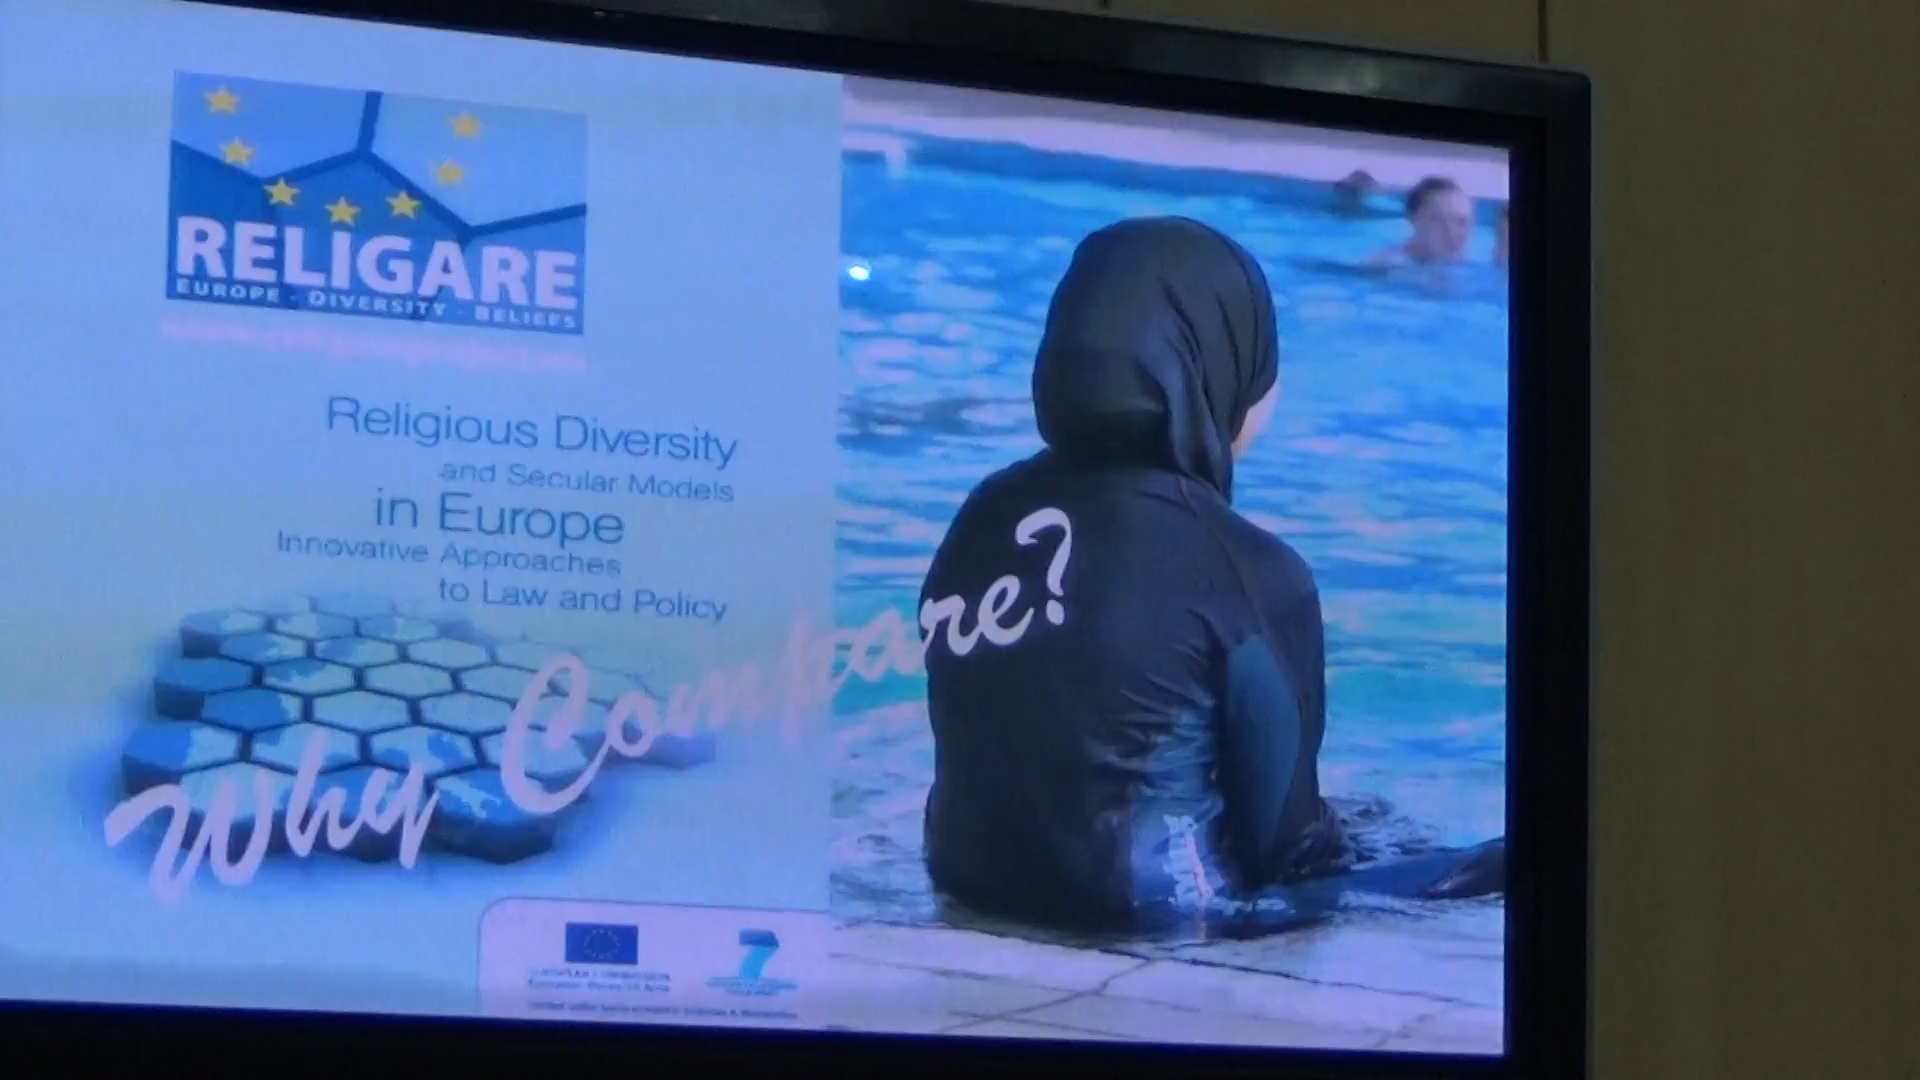 RELIGARE
EUROPE · DIVERSITY · BELIEFS
Religious Diversity
and Secular Models
in Europe
Innovative Approaches
to Law and Policy
Why Compare?
7